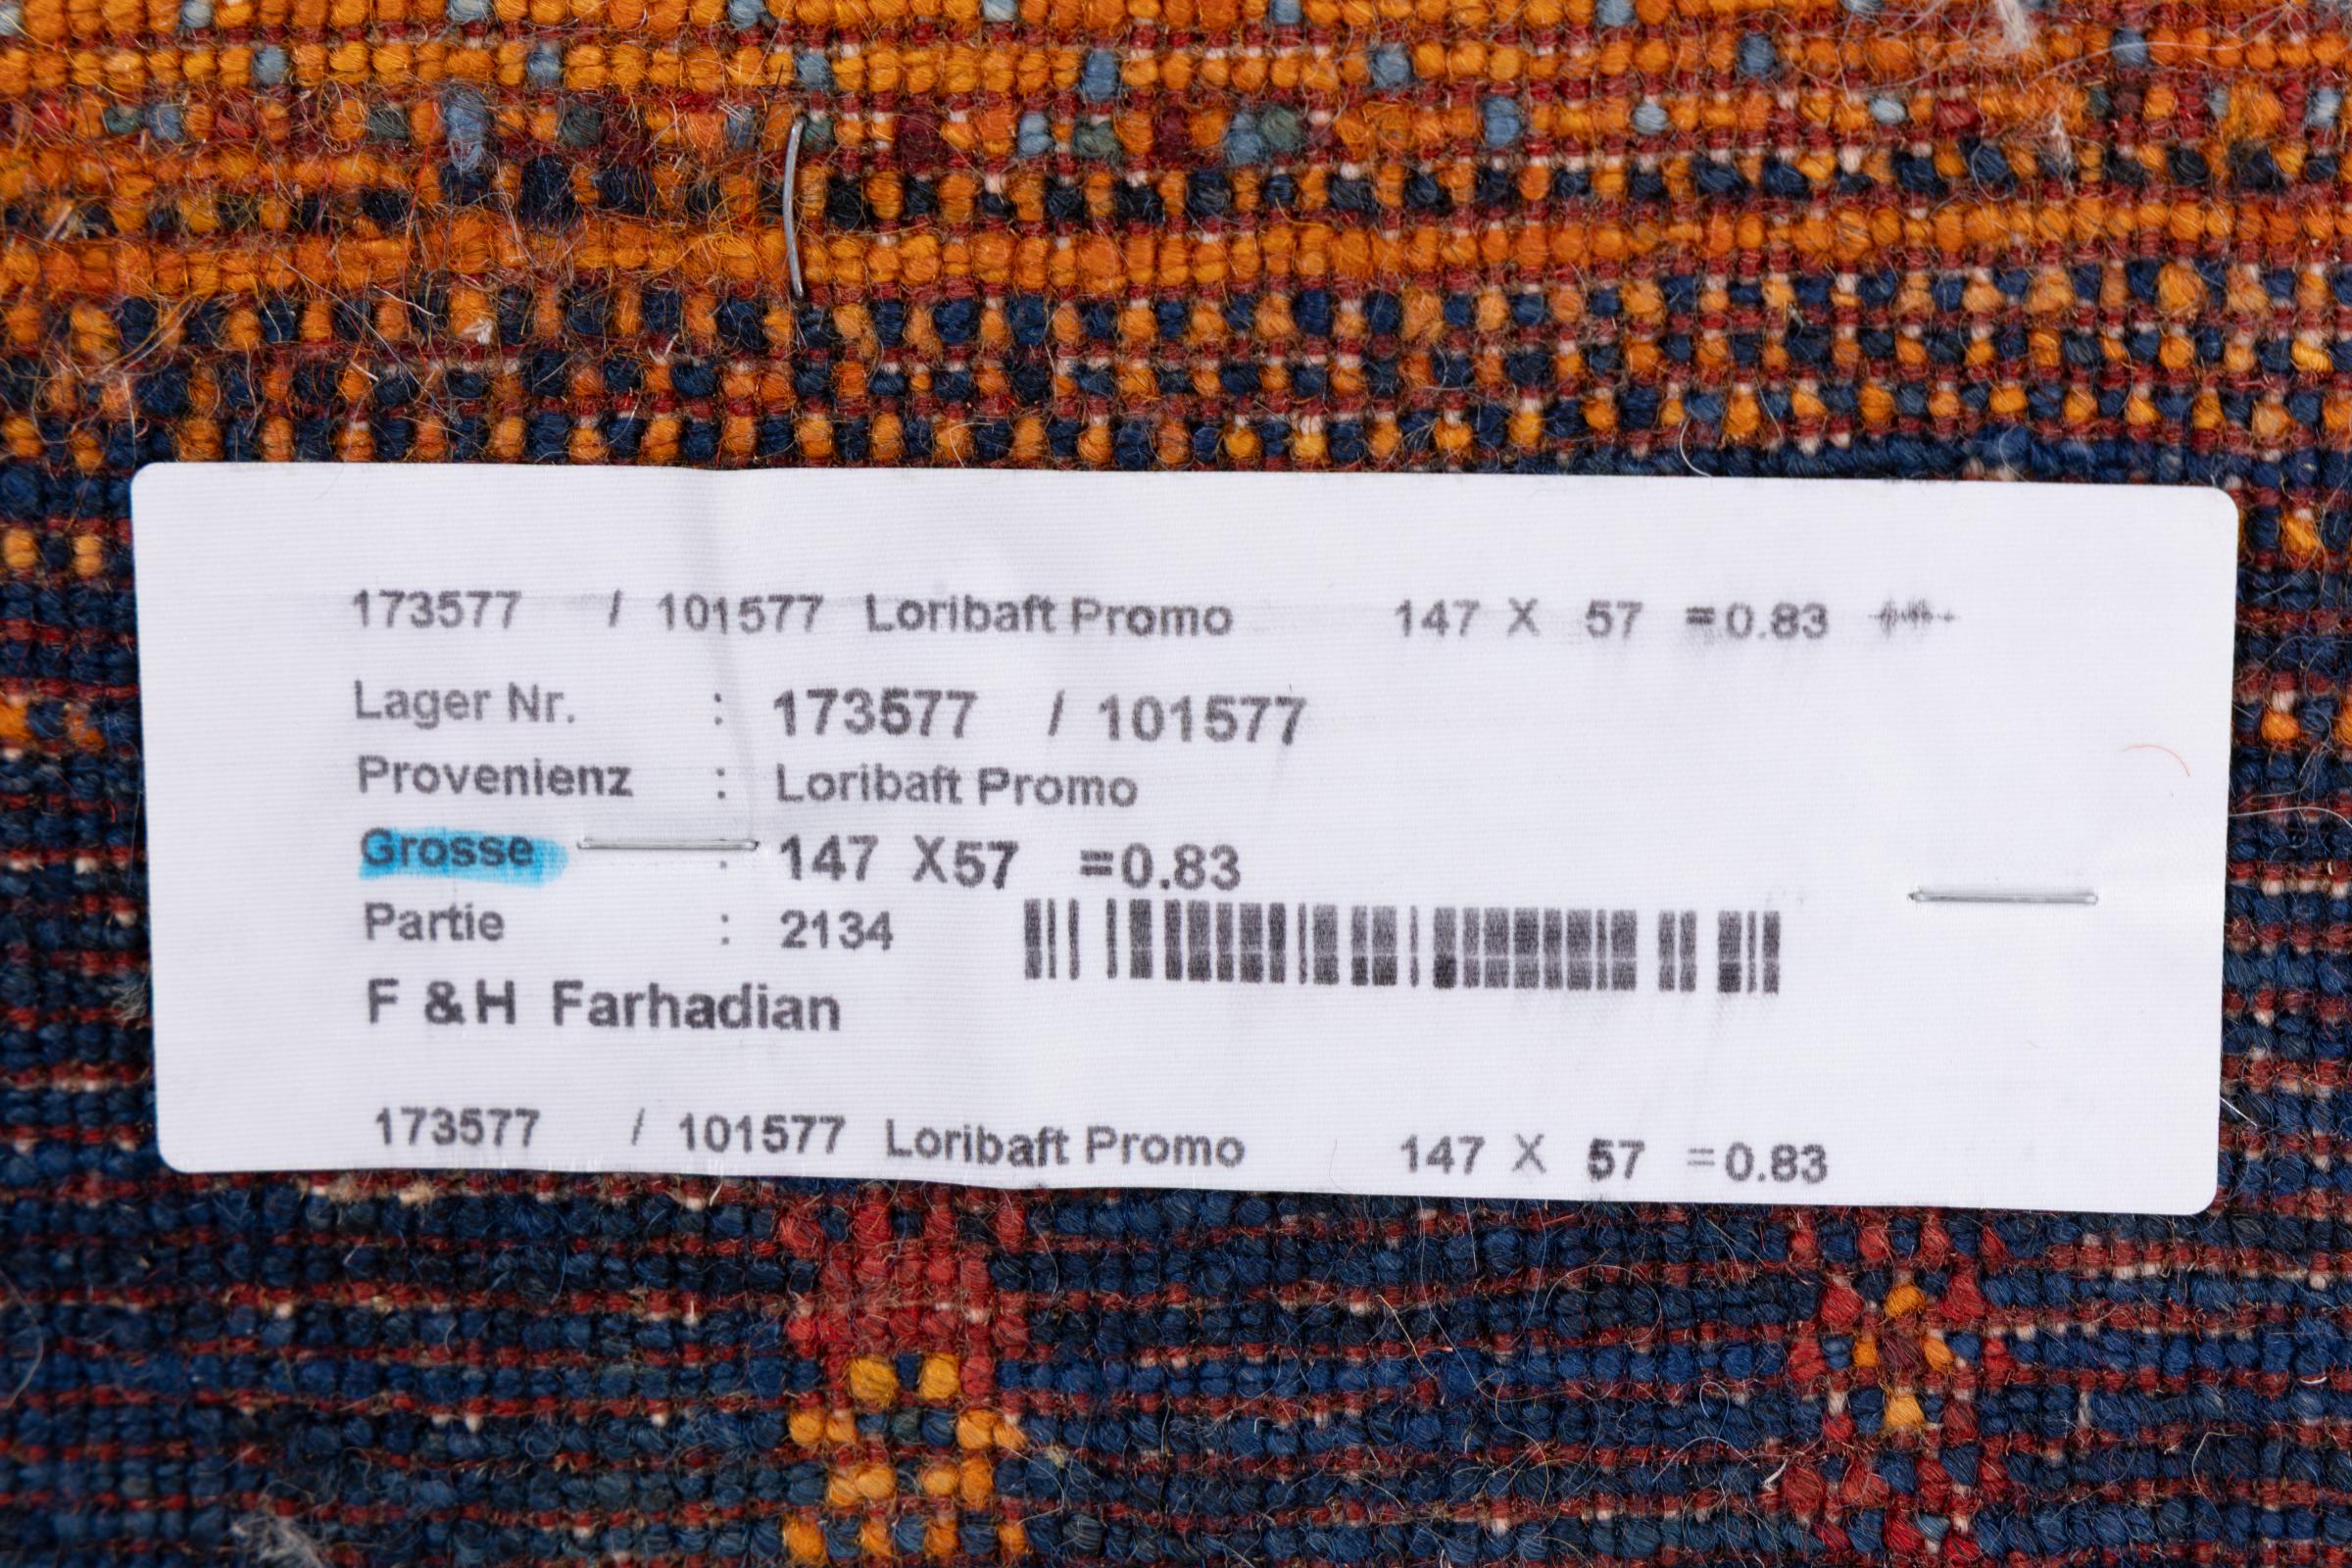 173577 / 101577 Loribaft Promo 147 X 57 =0.83
Lager Nr. : 173577 / 101577
Provenienz : Loribaft Promo
Grosse : 147 X57 =0.83
Partie : 2134
F &H Farhadian
173577 / 101577 Loribaft Promo 147 X 57 =0.83